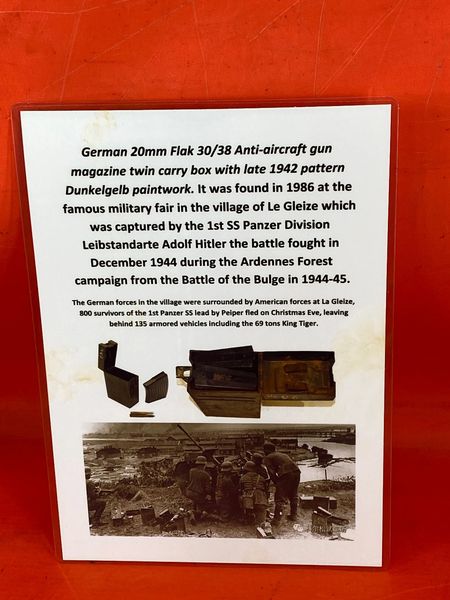 German 20mm Flak 30/38 Anti-aircraft gun
magazine twin carry box with late 1942 pattern
Dunkelgelb paintwork. It was found in 1986 at the
famous military fair in the village of Le Gleize which
was captured by the 1st SS Panzer Division
Leibstandarte Adolf Hitler the battle fought in
December 1944 during the Ardennes Forest
campaign from the Battle of the Bulge in 1944-45.
The German forces in the village were surrounded by American forces at La Gleize,
800 survivors of the 1st Panzer SS lead by Peiper fled on Christmas Eve, leaving
behind 135 armored vehicles including the 69 tons King Tiger.